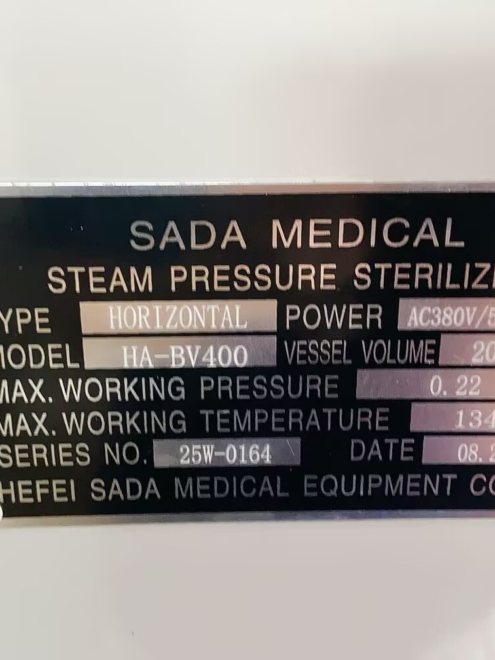 SADA MEDICAL
STEAM PRESSURE STERILIZ
YPE HORIZONTAL POWER AC380V/
MODEL HA-BV400 VESSEL VOLUME 20
MAX. WORKING PRESSURE 0.22
MAX. WORKING TEMPERATURE 134
SERIES NO. 25W-0164 DATE 08.2
HEFEI SADA MEDICAL EQUIPMENT CO